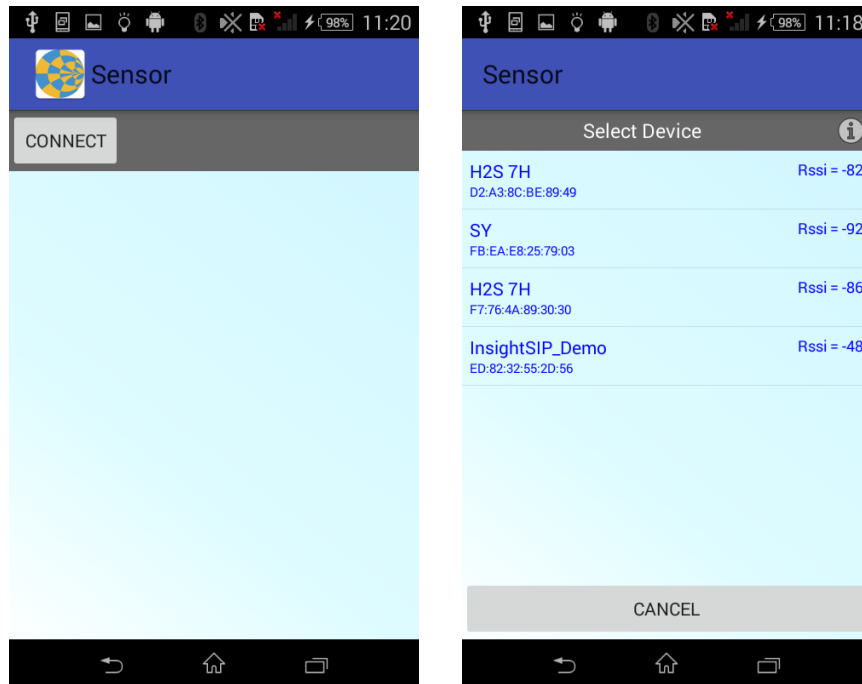 98% 11:20
Sensor
CONNECT
98% 11:18
Sensor
Select Device
H2S 7H Rssi = -82
D2:A3:8C:BE:89:49
SY Rssi = -92
FB:EA:E8:25:79:03
H2S 7H Rssi = -86
F7:76:4A:89:30:30
InsightSIP_Demo Rssi = -48
ED:82:32:55:2D:56
CANCEL